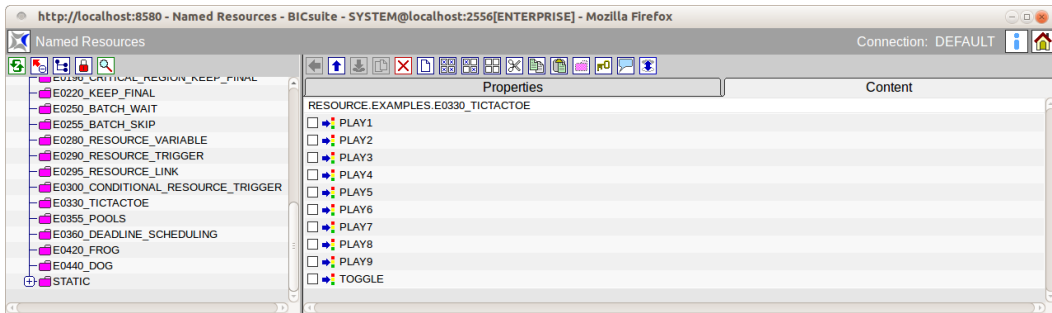 http://localhost:8580 - Named Resources - BICsuite - SYSTEM@localhost:2556[ENTERPRISE] - Mozilla Firefox
Named Resources
Connection: DEFAULT
E0196_CRITICAL_REGION_KEEP_FINAL
E0220_KEEP_FINAL
E0250_BATCH_WAIT
E0255_BATCH_SKIP
E0280_RESOURCE_VARIABLE
E0290_RESOURCE_TRIGGER
E0295_RESOURCE_LINK
E0300_CONDITIONAL_RESOURCE_TRIGGER
E0330_TICTACTOE
E0355_POOLS
E0360_DEADLINE_SCHEDULING
E0420_FROG
E0440_DOG
STATIC
Properties
Content
RESOURCE.EXAMPLES.E0330_TICTACTOE
PLAY1
PLAY2
PLAY3
PLAY4
PLAY5
PLAY6
PLAY7
PLAY8
PLAY9
TOGGLE